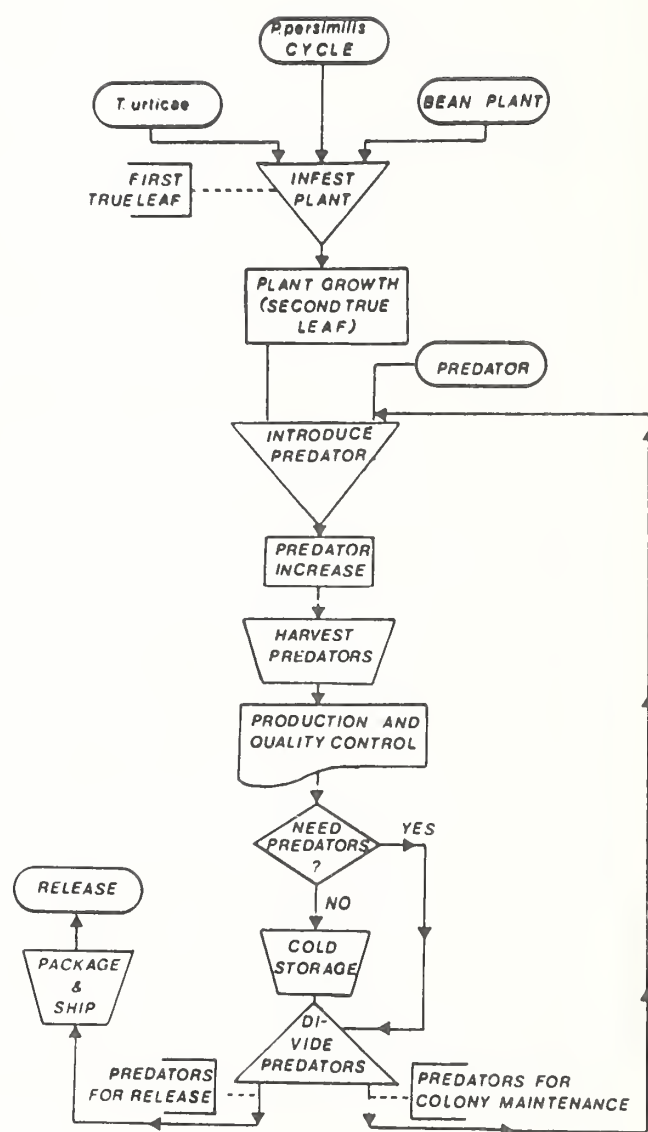 P.persimilis
CYCLE
T. urticae
BEAN PLANT
FIRST
TRUE LEAF
INFEST
PLANT
PLANT GROWTH
(SECOND TRUE
LEAF)
PREDATOR
INTRODUCE
PREDATOR
PREDATOR
INCREASE
HARVEST
PREDATORS
PRODUCTION AND
QUALITY CONTROL
NEED
PREDATORS
?
YES
NO
RELEASE
COLD
STORAGE
PACKAGE
&
SHIP
DI-
VIDE
PREDATORS
PREDATORS
FOR RELEASE
PREDATORS FOR
COLONY MAINTENANCE